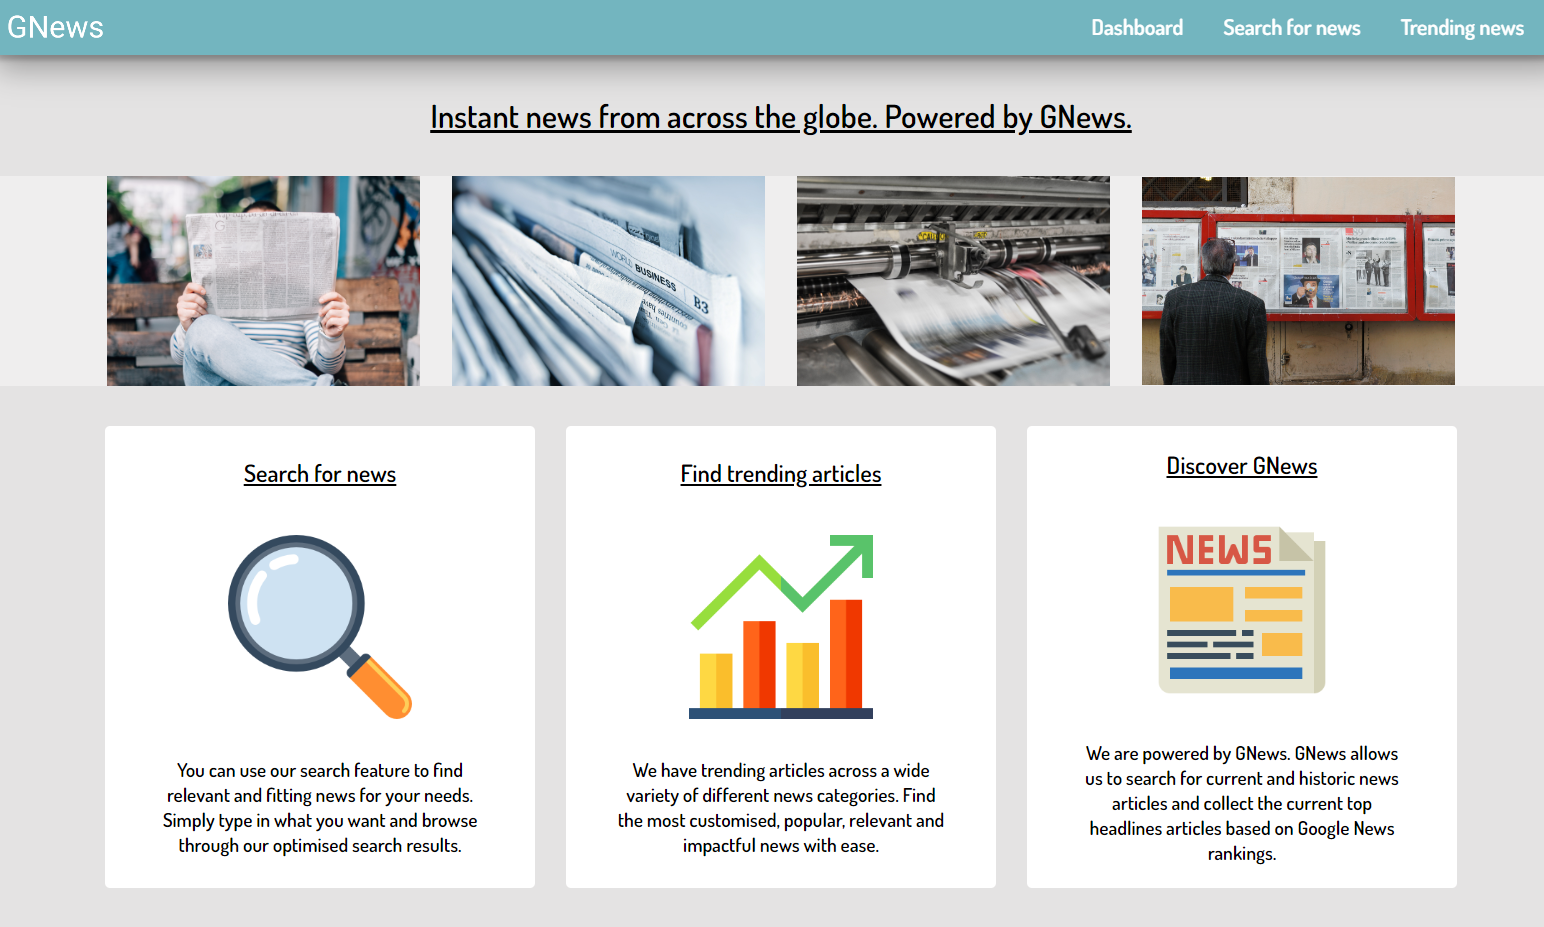 GNews
Dashboard
Search for news
Trending news
Instant news from across the globe. Powered by GNews.
WORLD BUSINESS
B3
Search for news
Find trending articles
Discover GNews
NEWS
You can use our search feature to find
relevant and fitting news for your needs.
Simply type in what you want and browse
through our optimised search results.
We have trending articles across a wide
variety of different news categories. Find
the most customised, popular, relevant and
impactful news with ease.
We are powered by GNews. GNews allows
us to search for current and historic news
articles and collect the current top
headlines articles based on Google News
rankings.